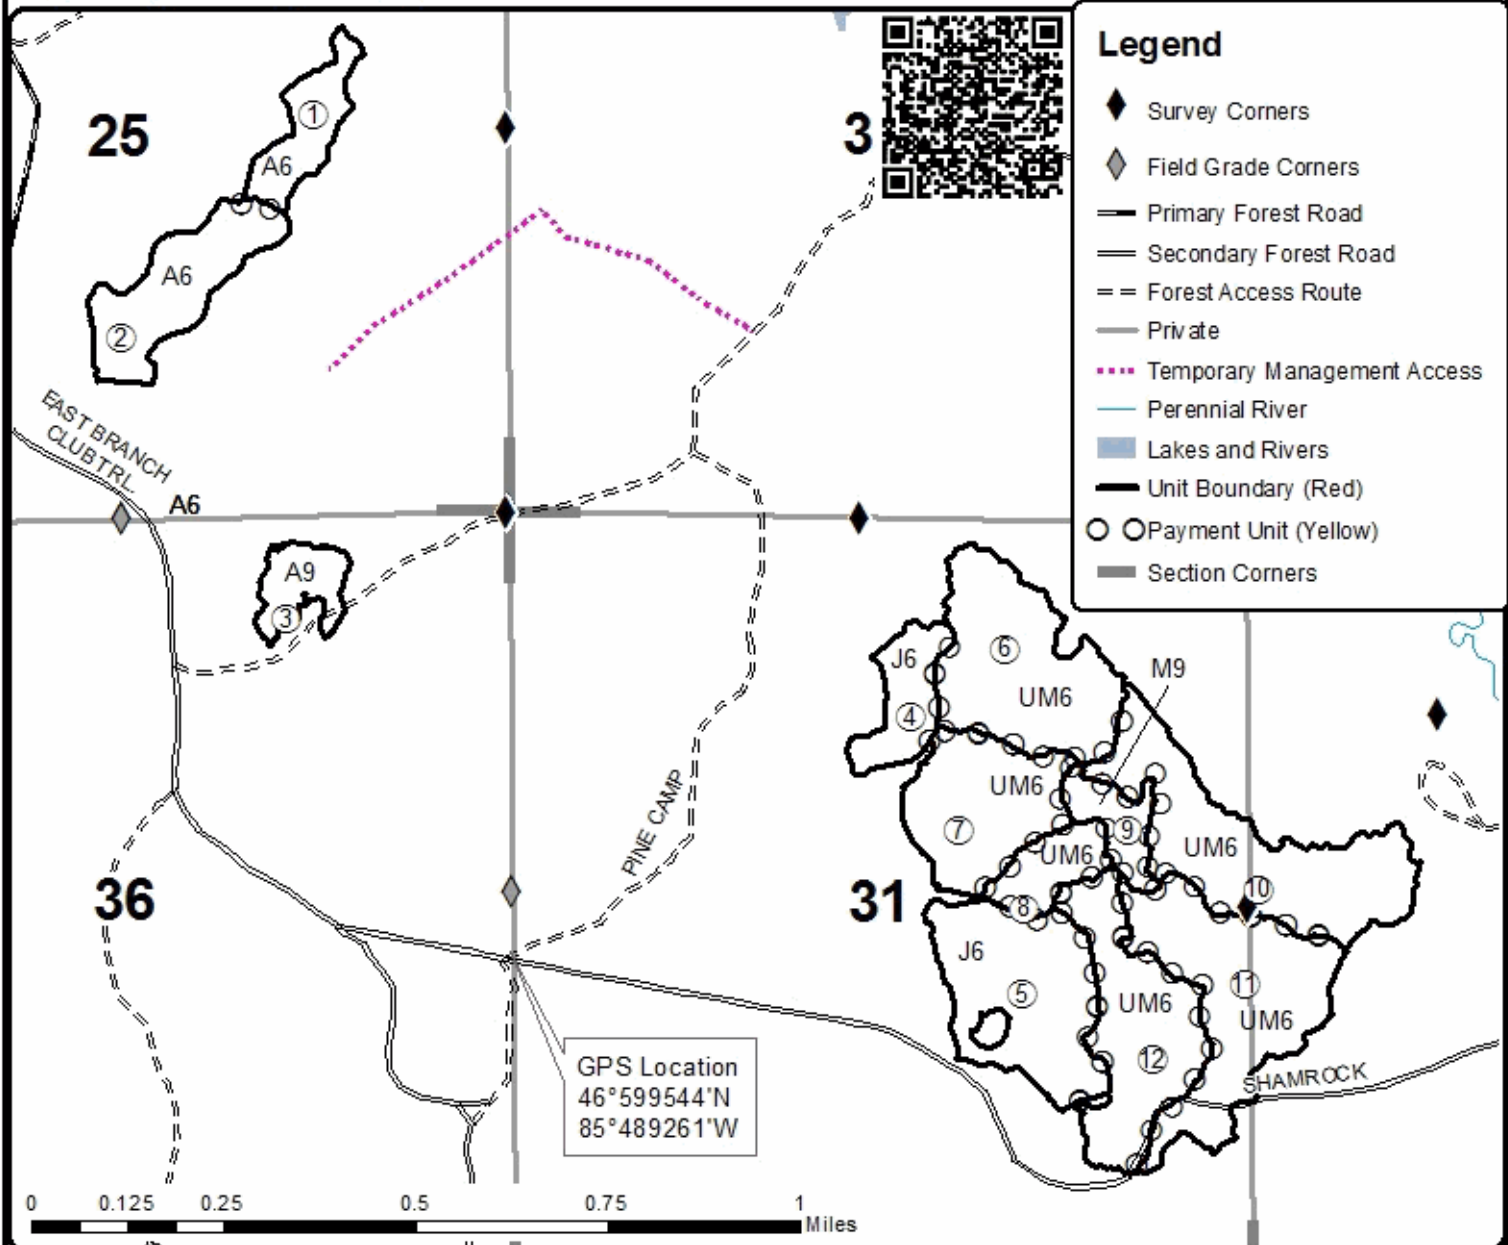 Legend
Survey Corners
Field Grade Corners
Primary Forest Road
Secondary Forest Road
Forest Access Route
Private
Temporary Management Access
Perennial River
Lakes and Rivers
Unit Boundary (Red)
Payment Unit (Yellow)
Section Corners
25
3
1
A6
A6
2
EAST BRANCH
CLUB TRL.
A6
A9
3
6
J6
UM6
M9
4
UM6
7
9
UM6
UM6
10
36
31
8
PINE CAMP
J6
5
11
UM6
UM6
12
SHAMROCK
GPS Location
46°599544'N
85°489261'W
0 0.125 0.25 0.5 0.75 1
Miles